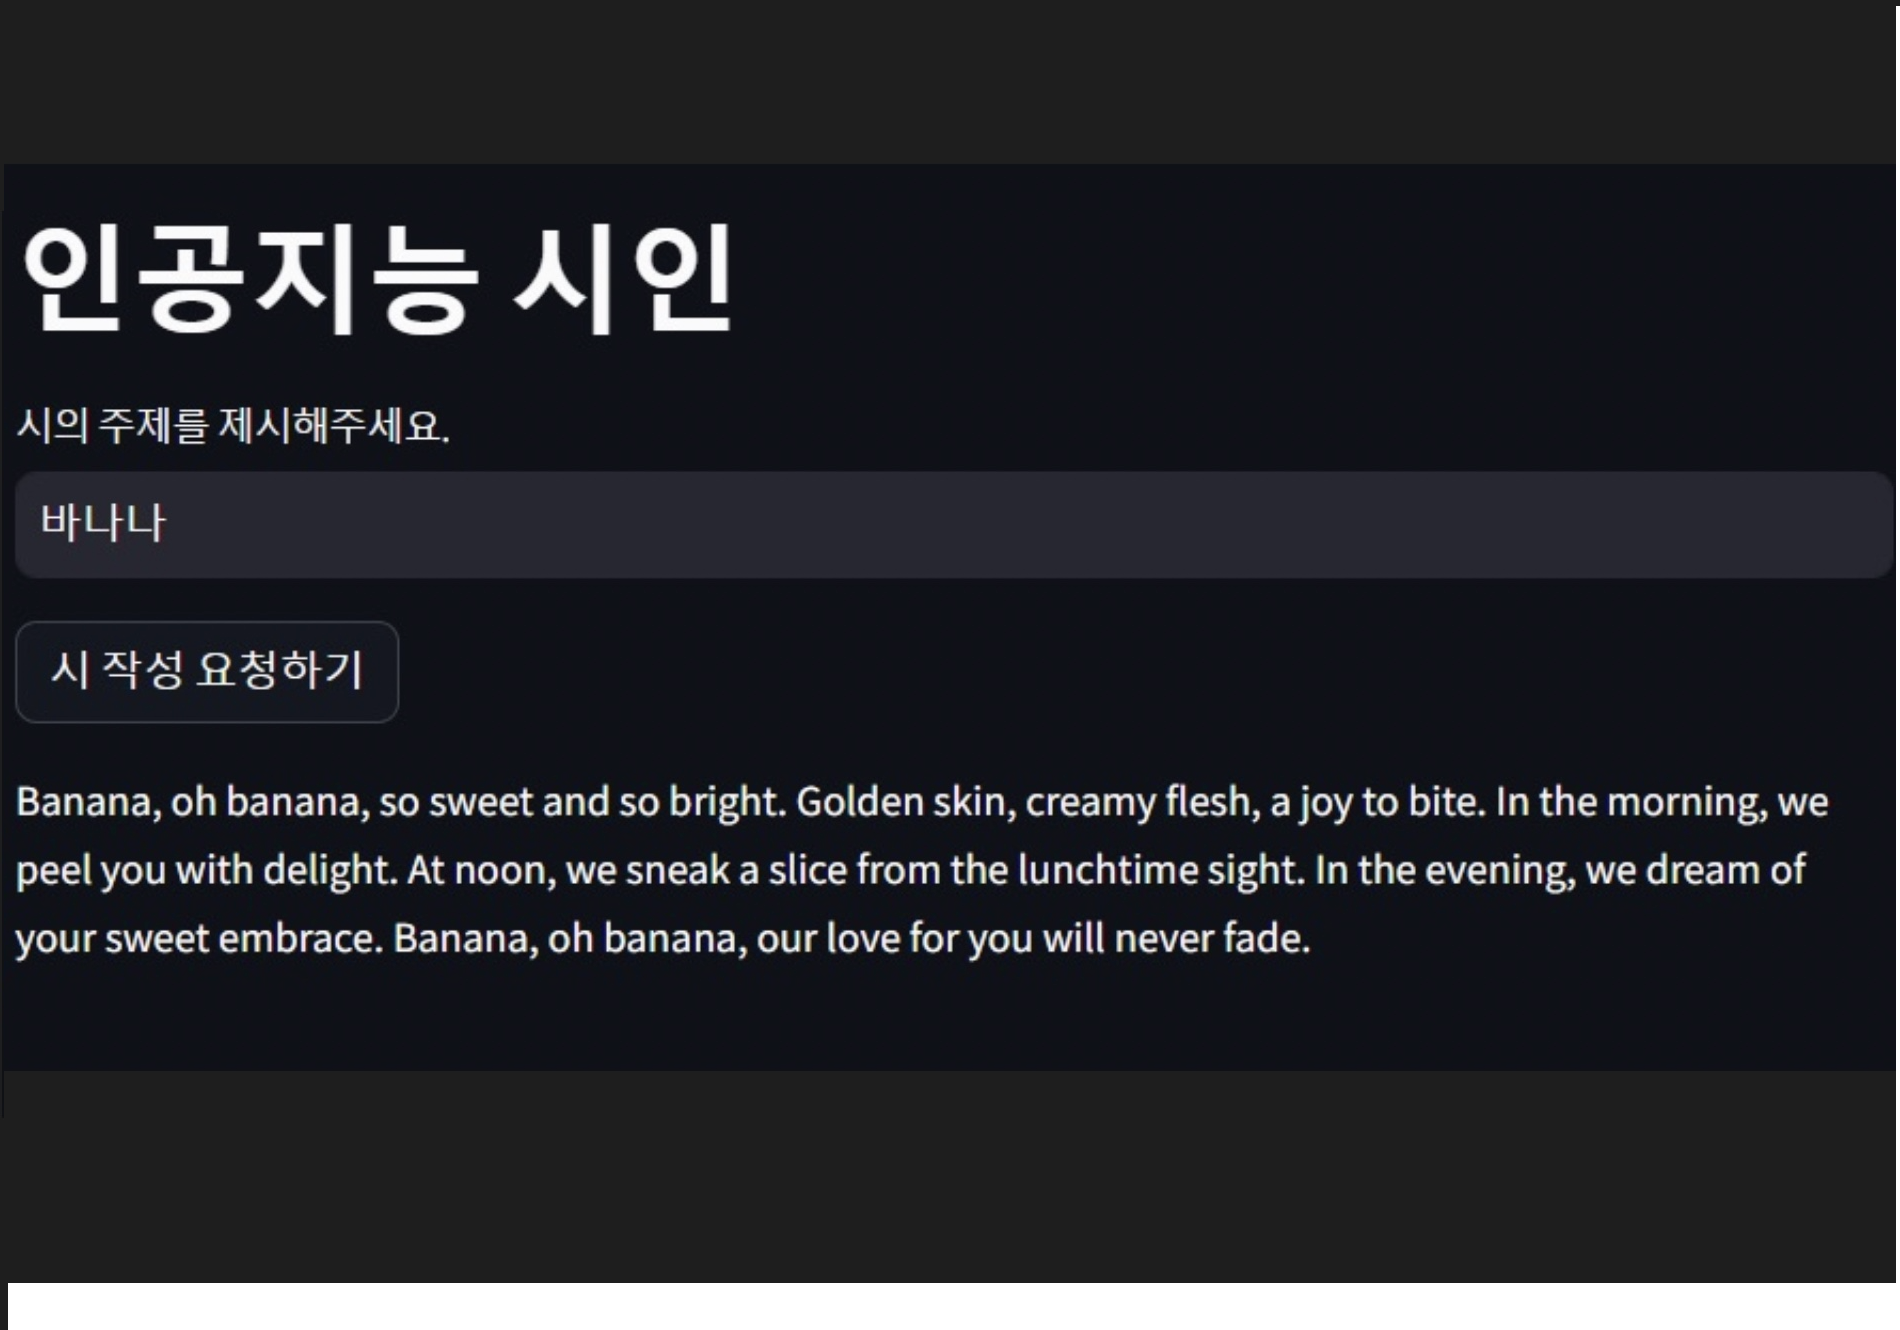 인공지능 시인
시의 주제를 제시해주세요.
바나나
시 작성 요청하기
Banana, oh banana, so sweet and so bright. Golden skin, creamy flesh, a joy to bite. In the morning, we
peel you with delight. At noon, we sneak a slice from the lunchtime sight. In the evening, we dream of
your sweet embrace. Banana, oh banana, our love for you will never fade.